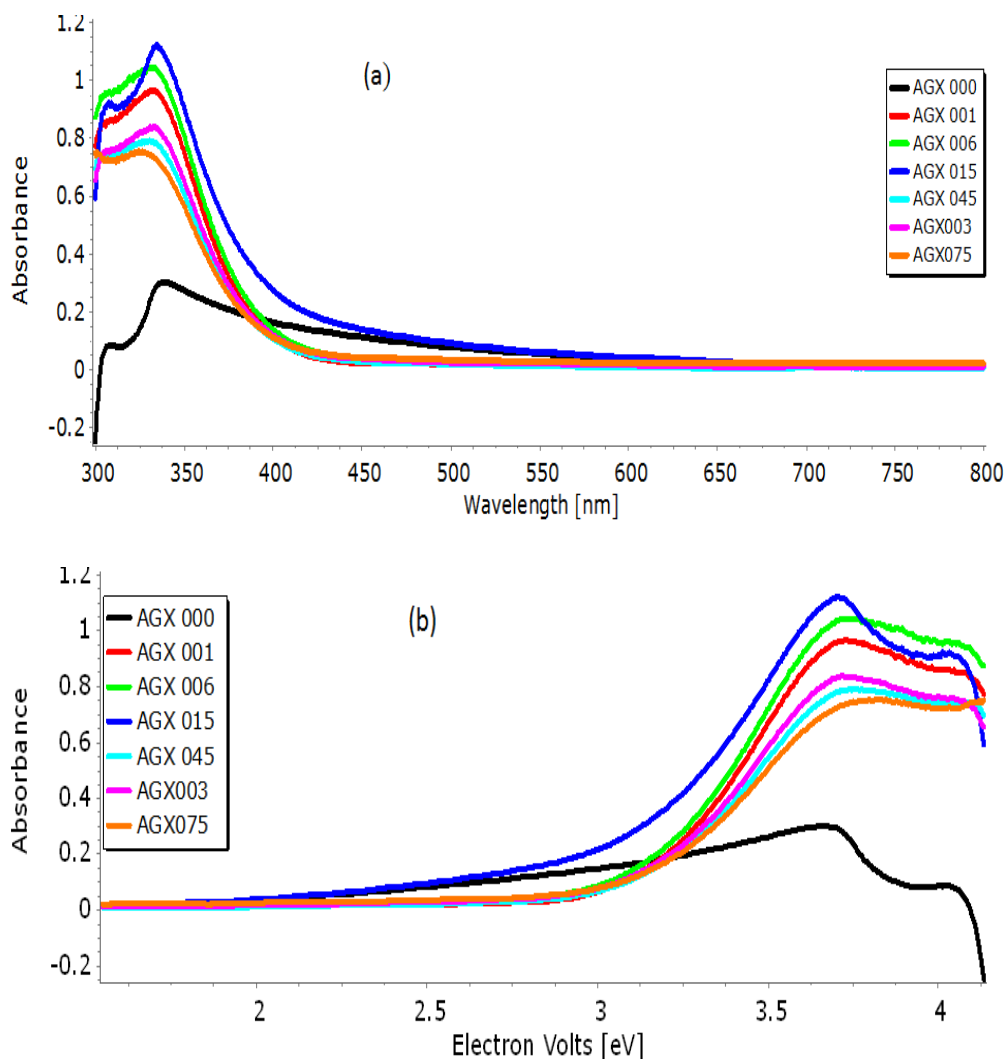 1.2
1
0.8
0.6
0.4
0.2
0
-0.2
Absorbance
(a)
AGX 000
AGX 001
AGX 006
AGX 015
AGX 045
AGX003
AGX075
300 350 400 450 500 550 600 650 700 750 800
Wavelength [nm]
1.2
1
0.8
0.6
0.4
0.2
0
-0.2
Absorbance
(b)
AGX 000
AGX 001
AGX 006
AGX 015
AGX 045
AGX003
AGX075
2 2.5 3 3.5 4
Electron Volts [eV]